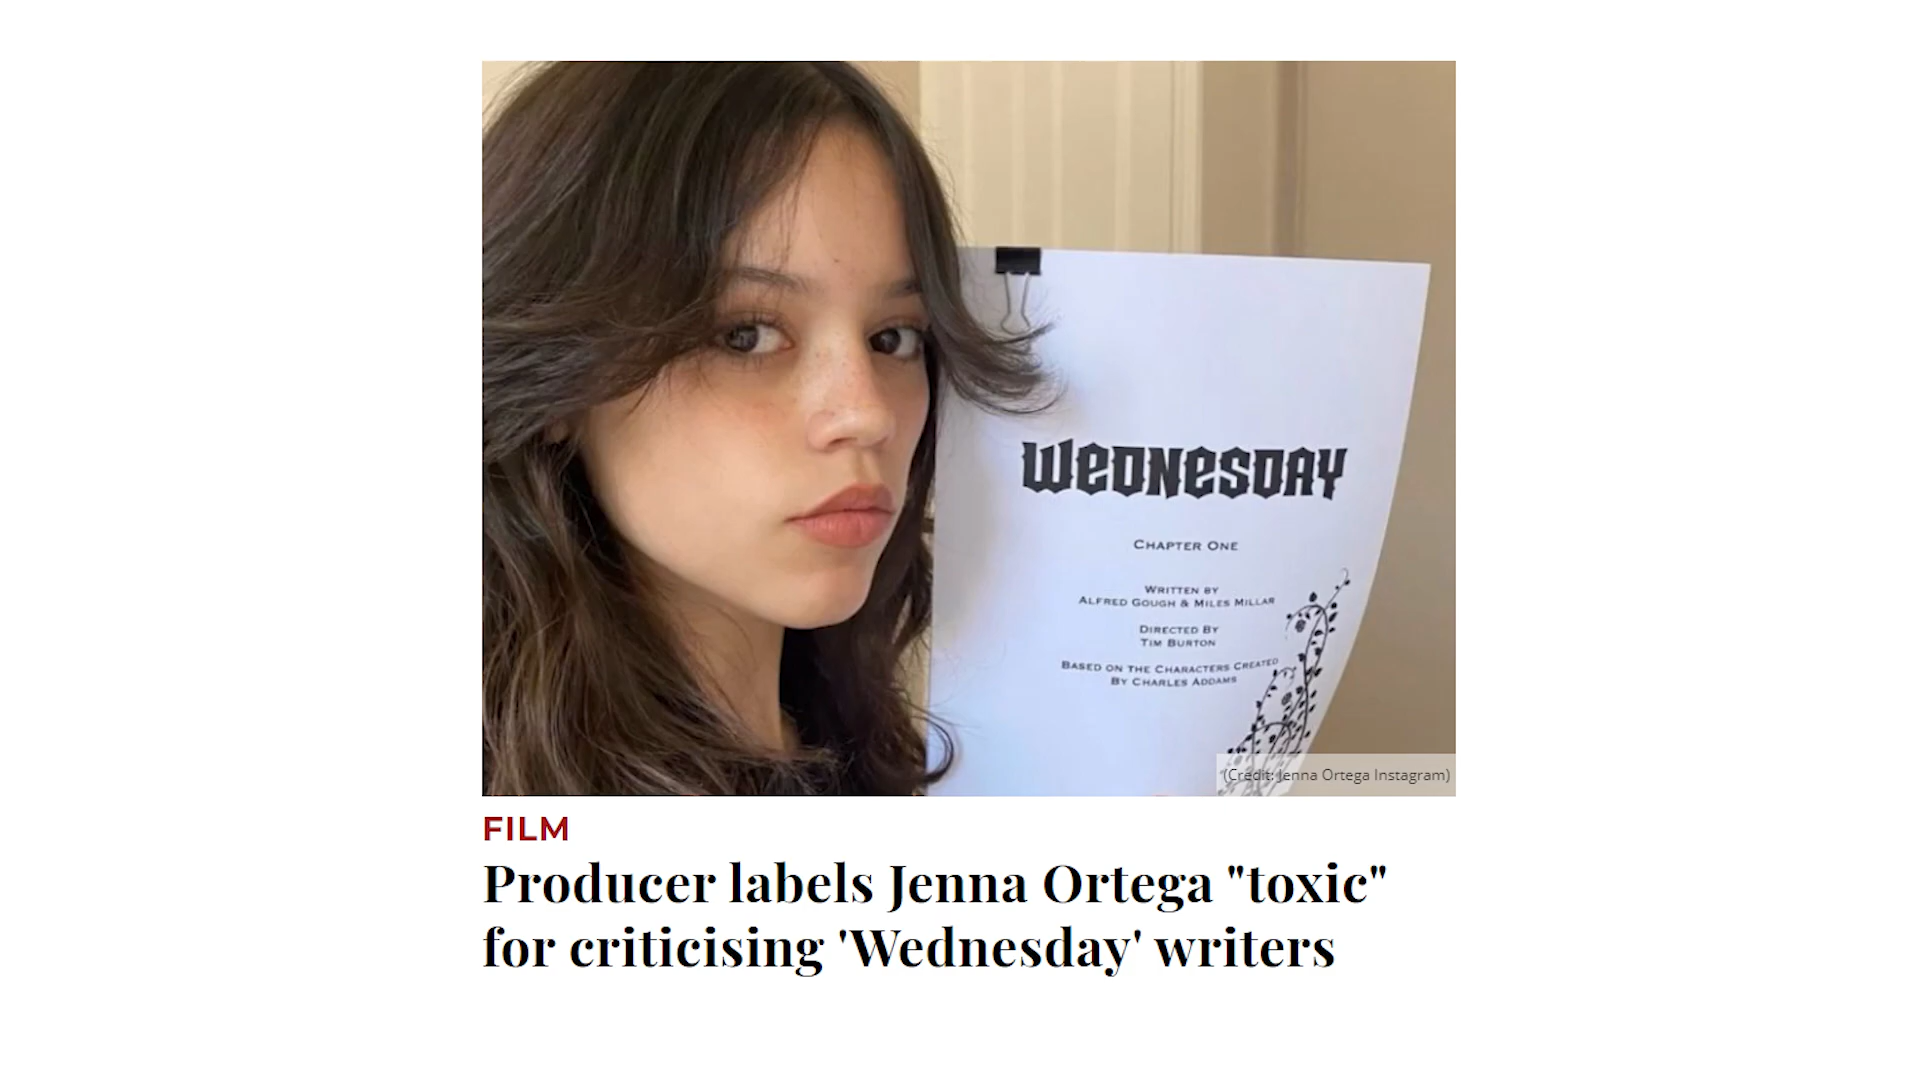 WEDNESDAY
CHAPTER ONE
WRITTEN BY
ALFRED GOUGH & MILES MILLAR
DIRECTED BY
TIM BURTON
BASED ON THE CHARACTERS CREATED
BY CHARLES ADDAMS
(Credit: Jenna Ortega Instagram)
FILM
Producer labels Jenna Ortega "toxic"
for criticising 'Wednesday' writers